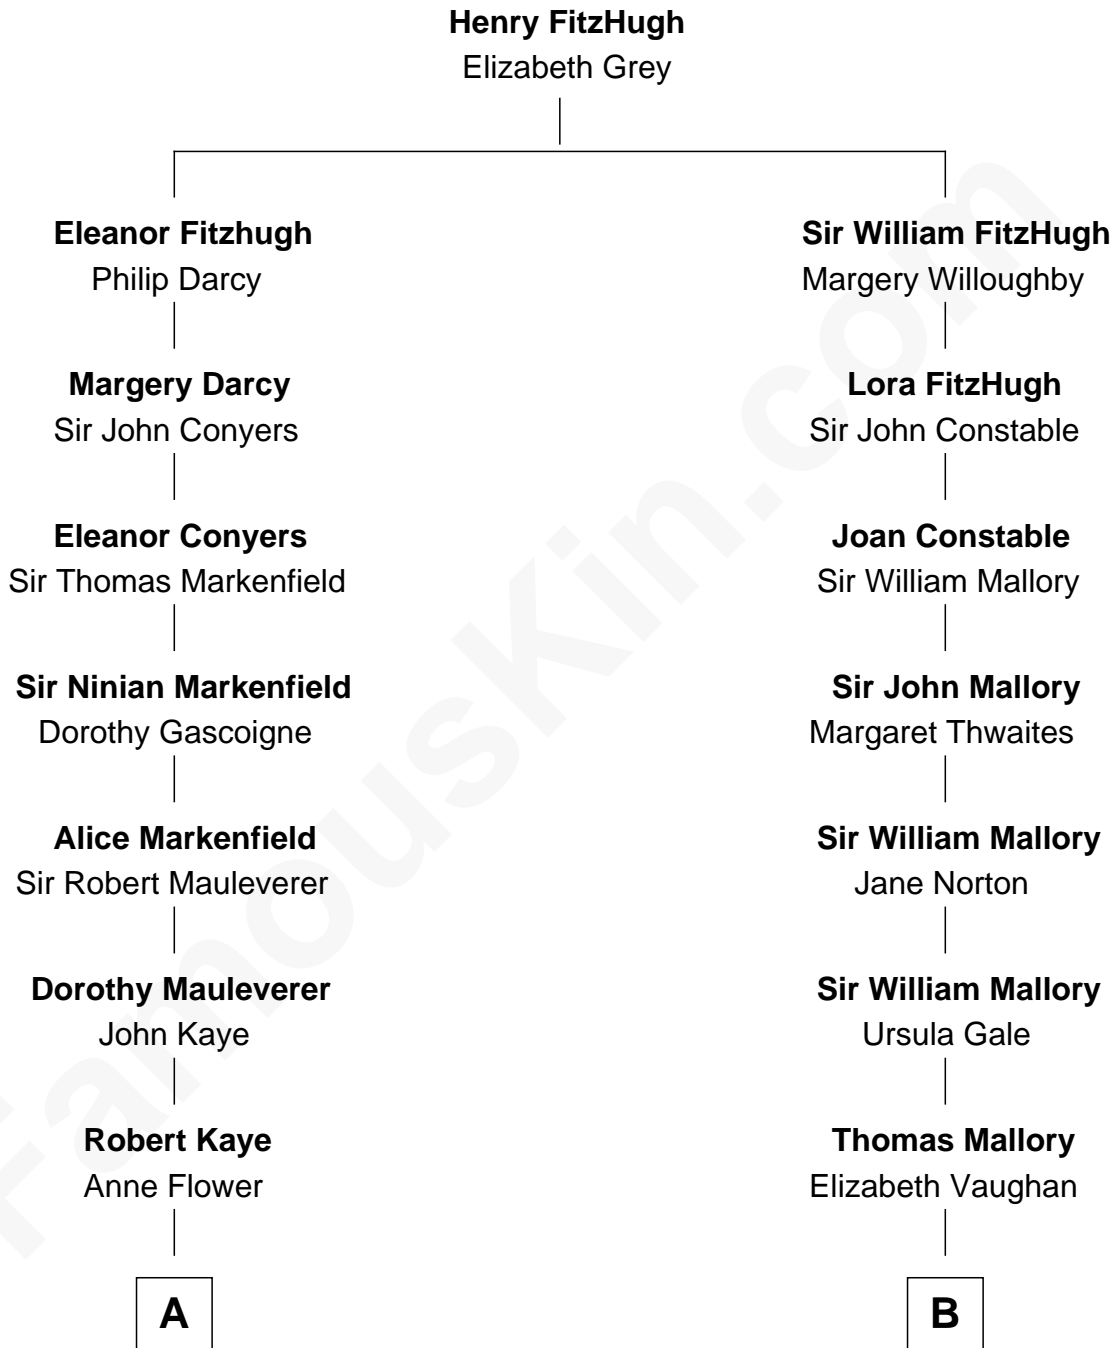 Henry FitzHugh
Elizabeth Grey
Eleanor Fitzhugh
Philip Darcy
Sir William FitzHugh
Margery Willoughby
Margery Darcy
Sir John Conyers
Lora FitzHugh
Sir John Constable
Eleanor Conyers
Sir Thomas Markenfield
Joan Constable
Sir William Mallory
Sir Ninian Markenfield
Dorothy Gascoigne
Sir John Mallory
Margaret Thwaites
Alice Markenfield
Sir Robert Mauleverer
Sir William Mallory
Jane Norton
Dorothy Mauleverer
John Kaye
Sir William Mallory
Ursula Gale
Robert Kaye
Anne Flower
Thomas Mallory
Elizabeth Vaughan
A
B
FamousKin.com